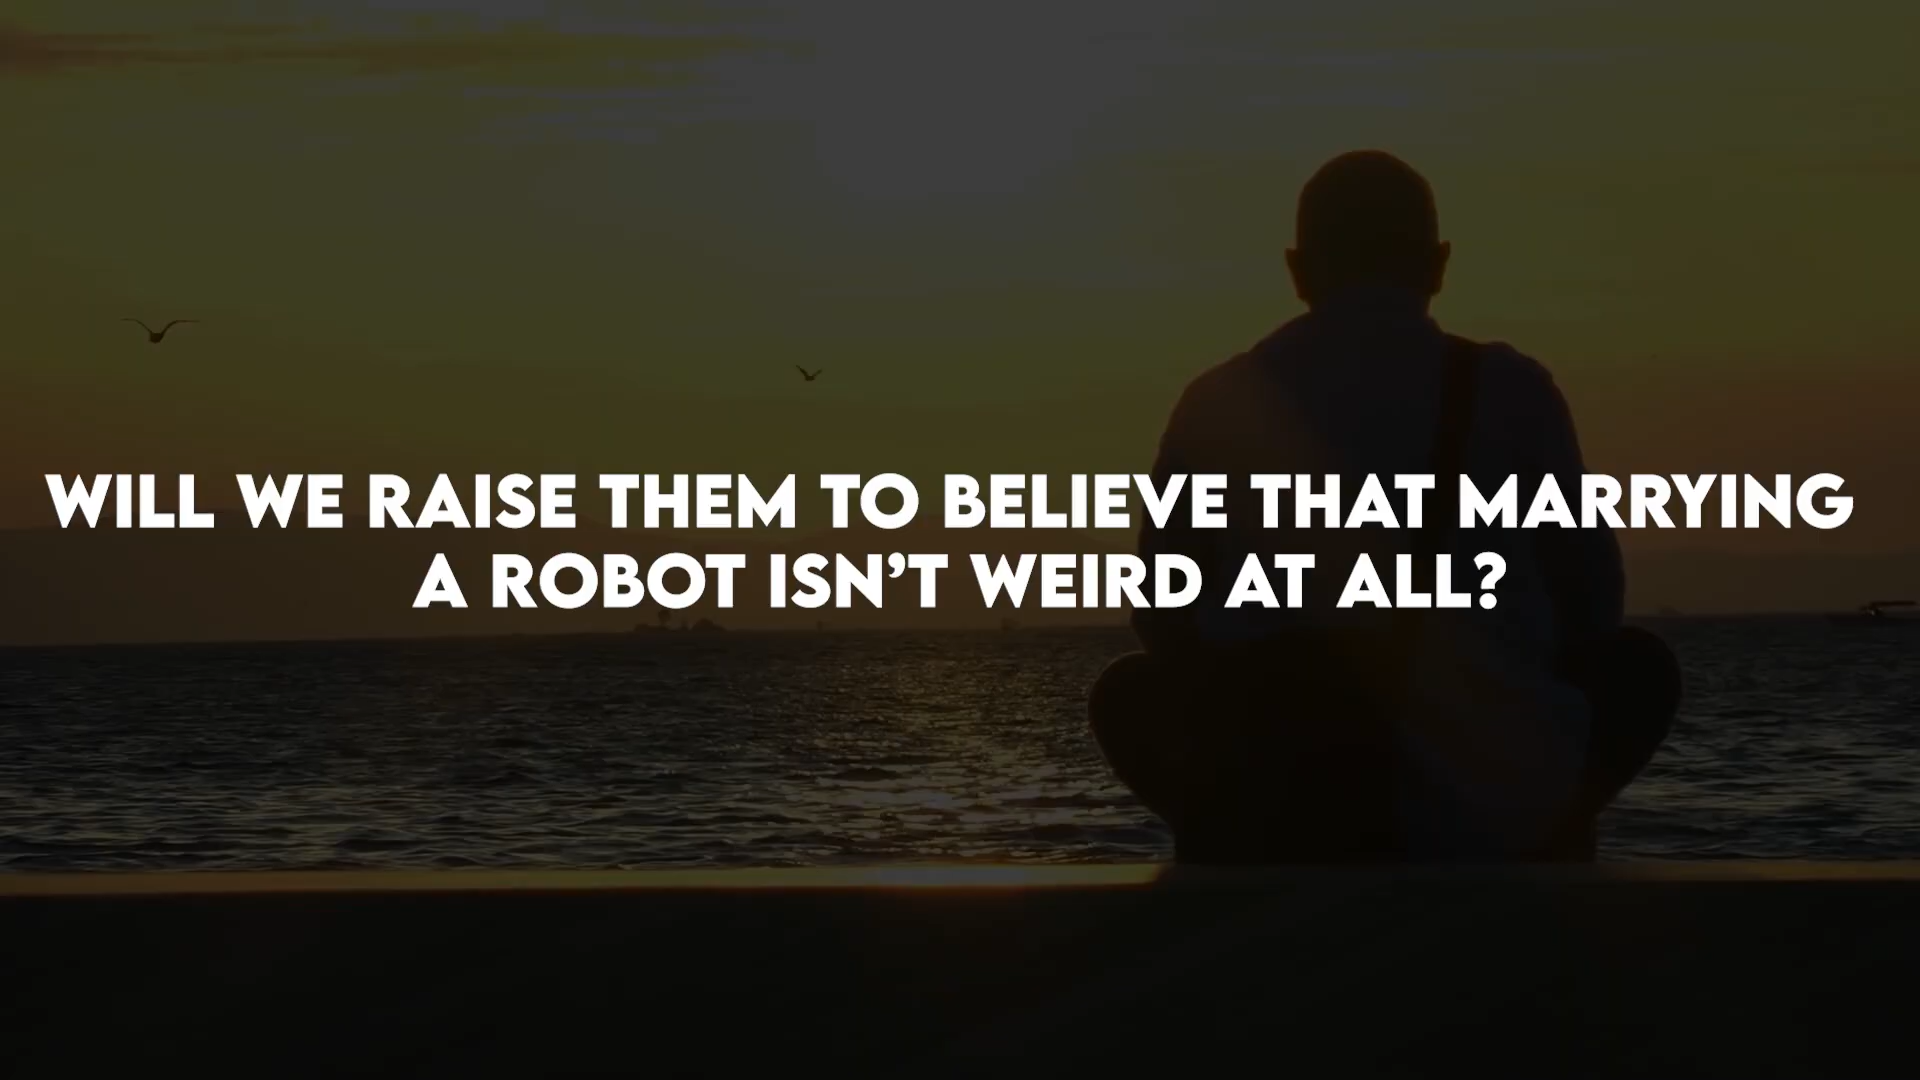 WILL WE RAISE THEM TO BELIEVE THAT MARRYING
A ROBOT ISN’T WEIRD AT ALL?